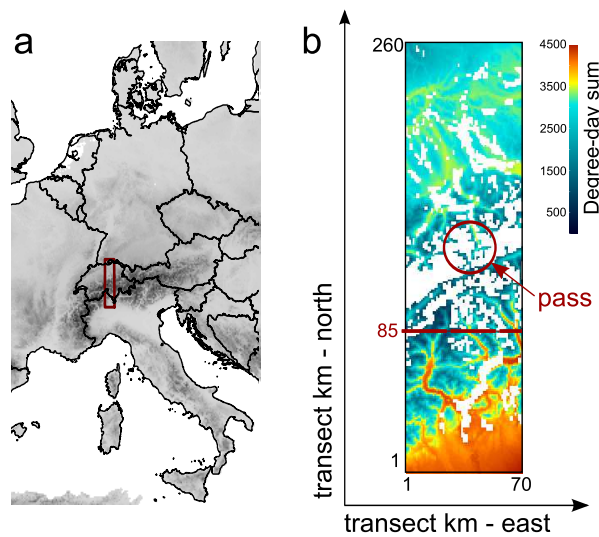 a
b
260
85
1
1
70
transect km - north
transect km - east
pass
4500
3500
2500
1500
500
Degree-day sum